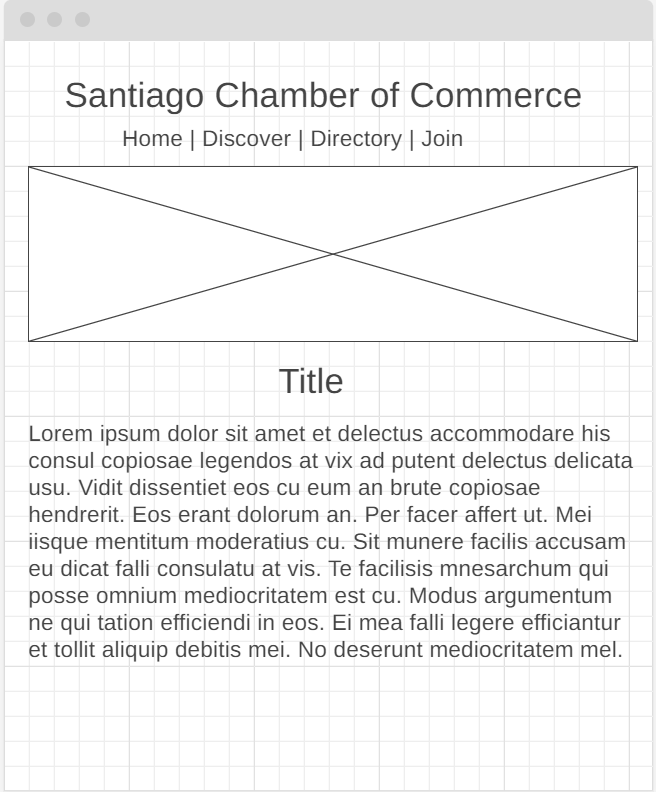 Santiago Chamber of Commerce
Home | Discover | Directory | Join
Title
Lorem ipsum dolor sit amet et delectus accommodare his
consul copiosae legendos at vix ad putent delectus delicata
usu. Vidit dissentiet eos cu eum an brute copiosae
hendrerit. Eos erant dolorum an. Per facer affert ut. Mei
iisque mentitum moderatius cu. Sit munere facilis accusam
eu dicat falli consulatu at vis. Te facilisis mnesarchum qui
posse omnium mediocritatem est cu. Modus argumentum
ne qui tation efficiendi in eos. Ei mea falli legere efficiantur
et tollit aliquip debitis mei. No deserunt mediocritatem mel.